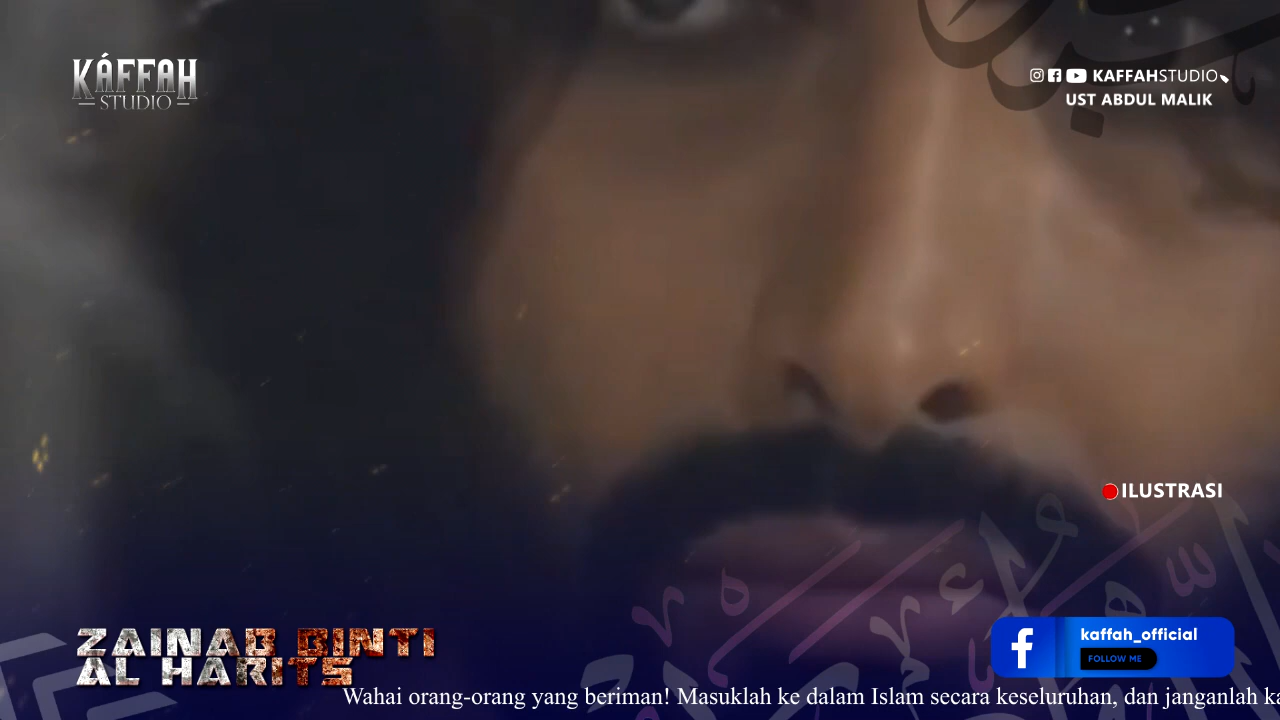 KÁFFAH
STUDIO
KAFFAHSTUDIO
UST ABDUL MALIK
ILUSTRASI
ZAINAB BINTI
AL HARITS
kaffah_official
FOLLOW ME
Wahai orang-orang yang beriman! Masuklah ke dalam Islam secara keseluruhan, dan janganlah